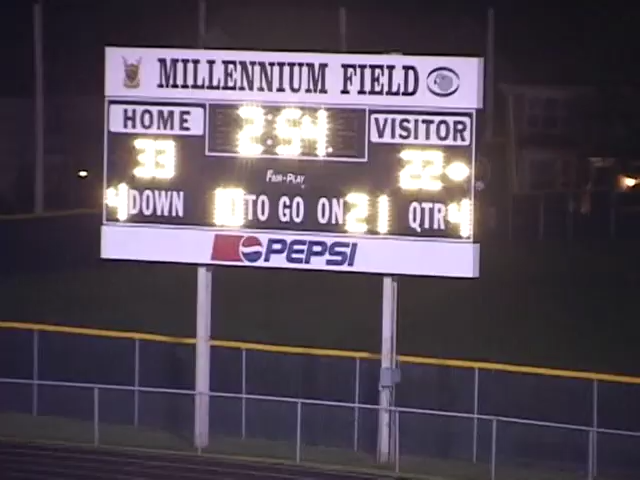 MILLENNIUM FIELD
HOME 2:54 VISITOR
33 22
FAIR-PLAY
4 DOWN 10 TO GO ON 21 QTR 4
PEPSI